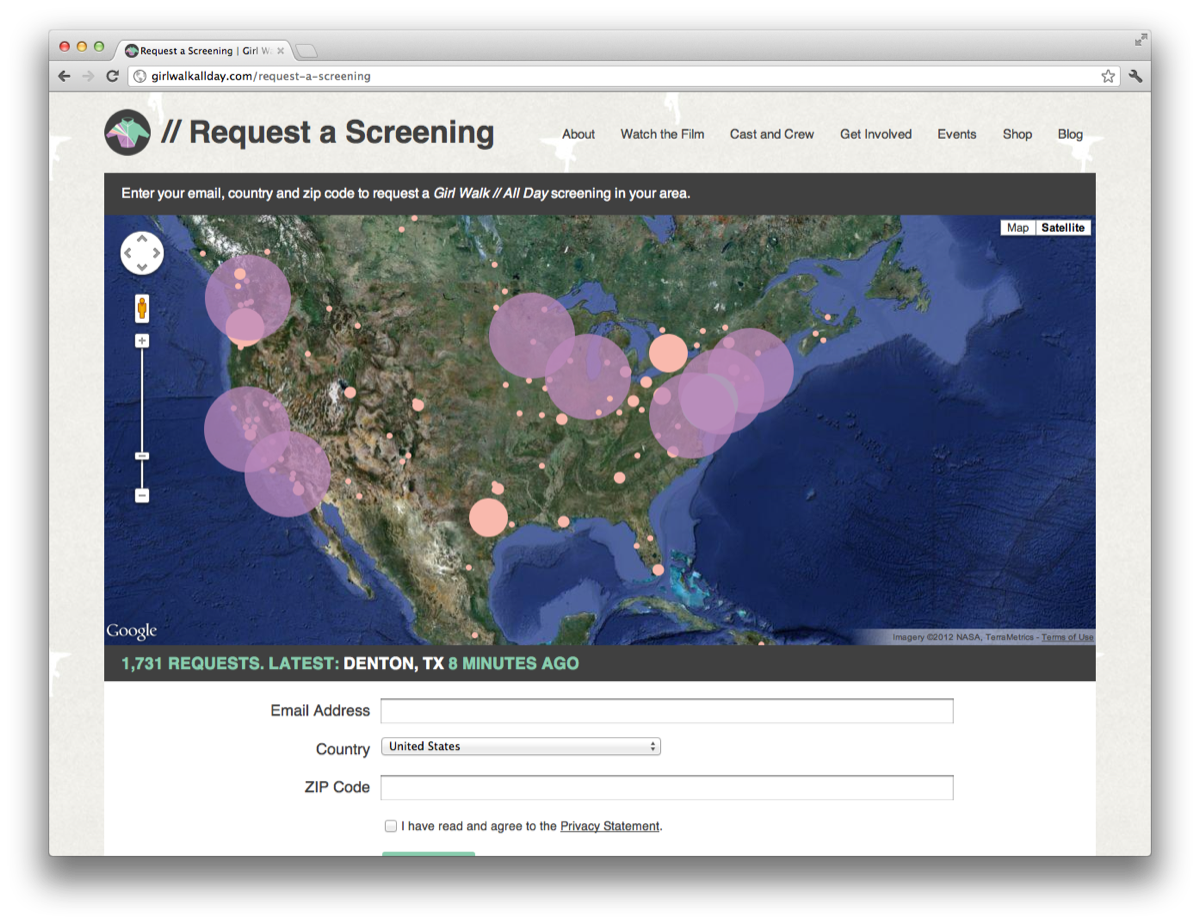 Request a Screening | Girl W
girlwalkallday.com/request-a-screening
// Request a Screening
About Watch the Film Cast and Crew Get Involved Events Shop Blog
Enter your email, country and zip code to request a Girl Walk // All Day screening in your area.
Map Satellite
Google
Imagery ©2012 NASA, TerraMetrics - Terms of Use
1,731 REQUESTS. LATEST: DENTON, TX 8 MINUTES AGO
Email Address
Country United States
ZIP Code
I have read and agree to the Privacy Statement.